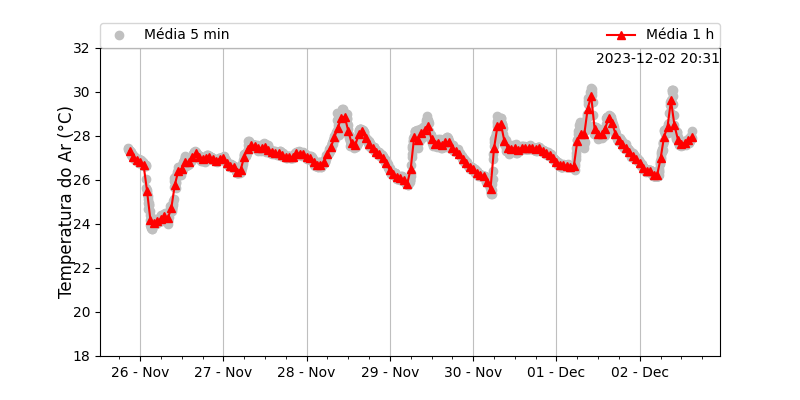 Média 5 min
Média 1 h
2023-12-02 20:31
Temperatura do Ar (°C)
32
30
28
26
24
22
20
18
26 - Nov
27 - Nov
28 - Nov
29 - Nov
30 - Nov
01 - Dec
02 - Dec